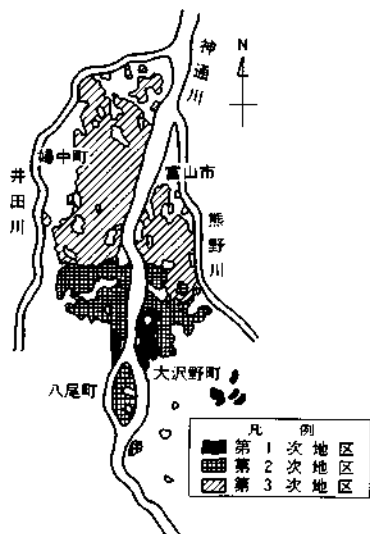 神通川
N
婦中町
富山市
井田川
熊野川
大沢野町
八尾町
凡例
第1次地区
第2次地区
第3次地区